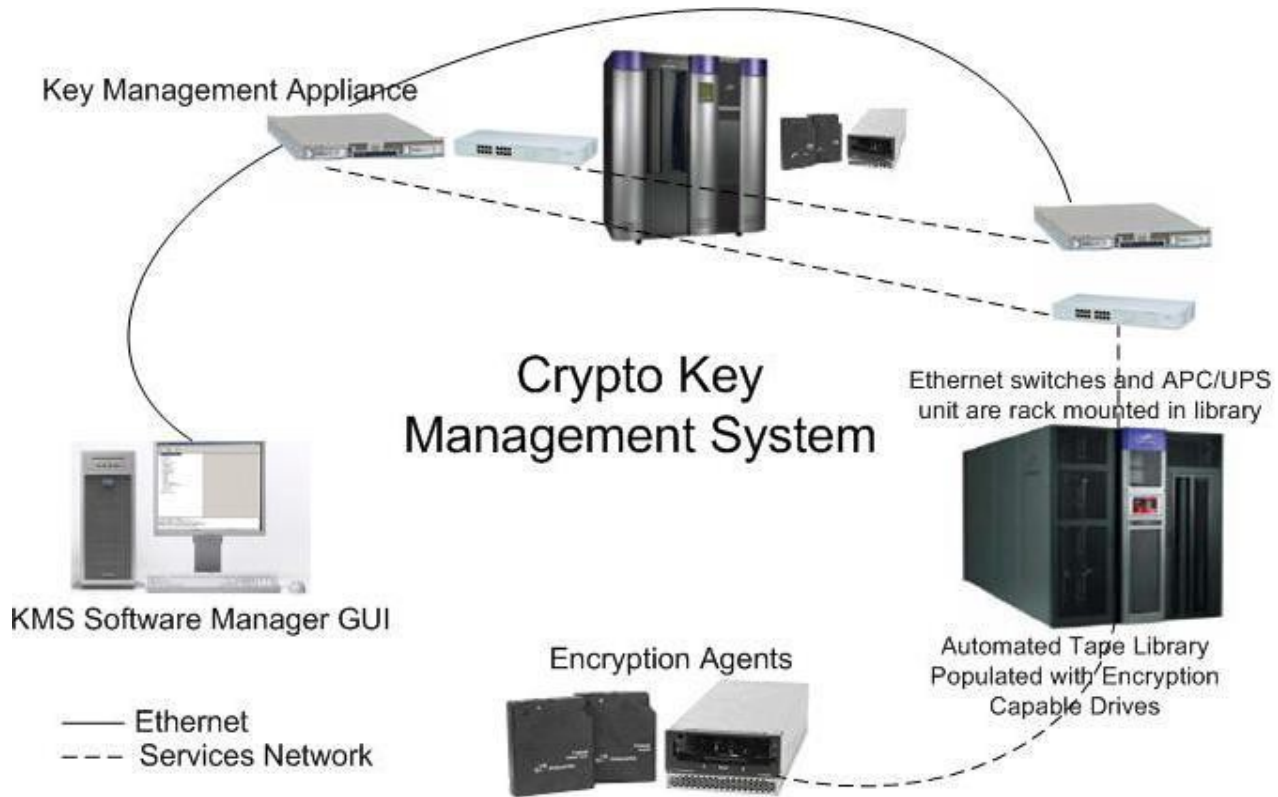 Key Management Appliance
Crypto Key
Management System
Ethernet switches and APC/UPS
unit are rack mounted in library
KMS Software Manager GUI
Encryption Agents
Automated Tape Library
Populated with Encryption
Capable Drives
Ethernet
Services Network